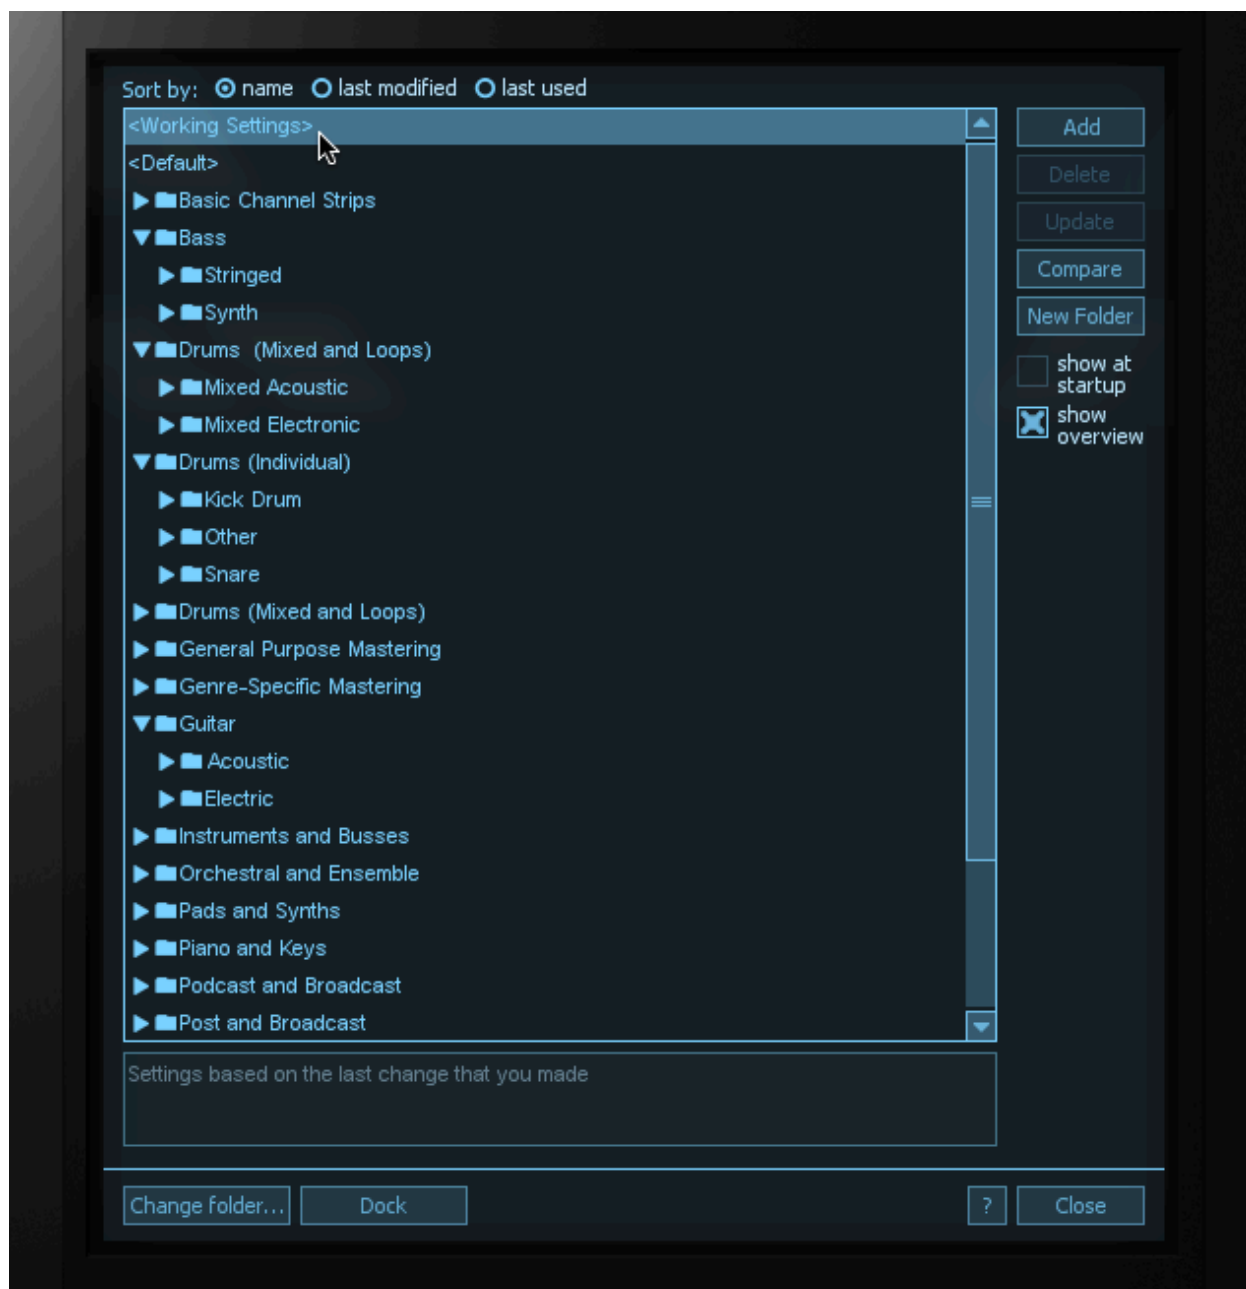 Sort by: name last modified last used
<Working Settings>
<Default>
Basic Channel Strips
Bass
Stringed
Synth
Drums  (Mixed and Loops)
Mixed Acoustic
Mixed Electronic
Drums (Individual)
Kick Drum
Other
Snare
Drums (Mixed and Loops)
General Purpose Mastering
Genre-Specific Mastering
Guitar
Acoustic
Electric
Instruments and Busses
Orchestral and Ensemble
Pads and Synths
Piano and Keys
Podcast and Broadcast
Post and Broadcast
Add
Delete
Update
Compare
New Folder
show at
startup
show
overview
Settings based on the last change that you made
Change folder... Dock ? Close